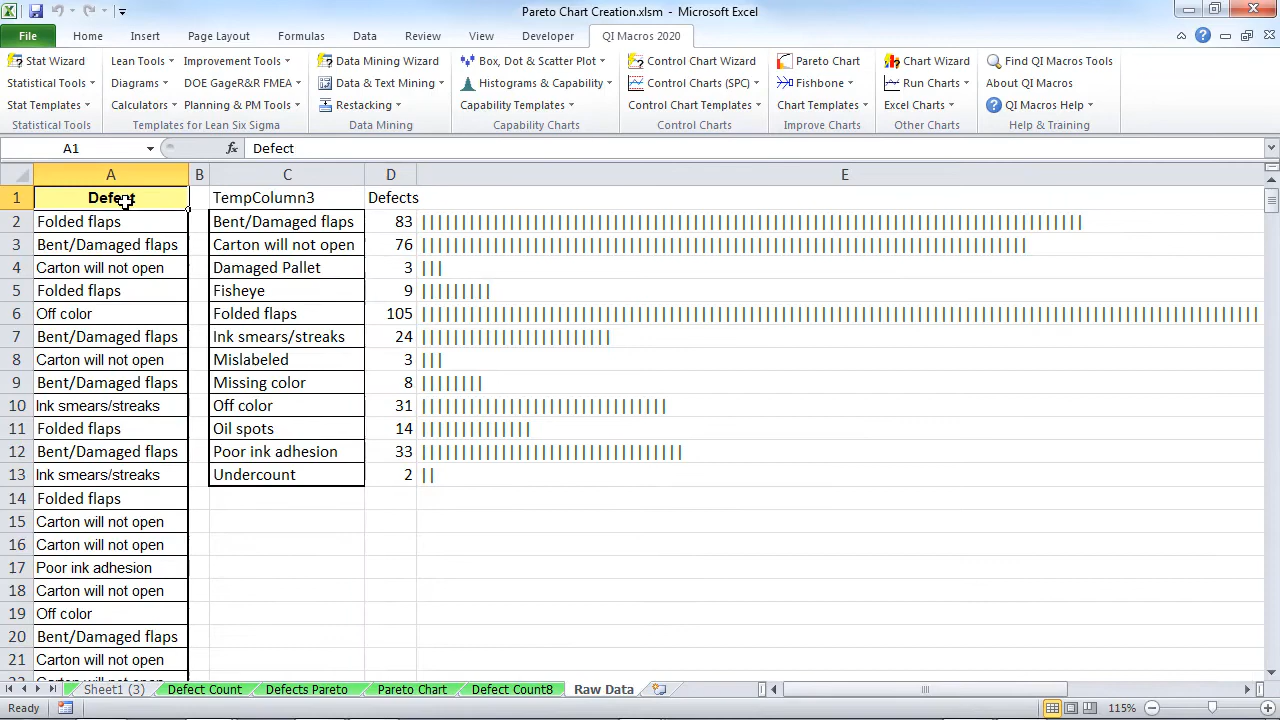 Pareto Chart Creation.xlsm - Microsoft Excel
File Home Insert Page Layout Formulas Data Review View Developer QI Macros 2020
Stat Wizard Lean Tools Improvement Tools Data Mining Wizard Box, Dot & Scatter Plot Control Chart Wizard Pareto Chart Chart Wizard Find QI Macros Tools
Statistical Tools Diagrams DOE GageR&R FMEA Data & Text Mining Histograms & Capability Control Charts (SPC) Fishbone Run Charts About QI Macros
Stat Templates Calculators Planning & PM Tools Restacking Capability Templates Control Chart Templates Chart Templates Excel Charts QI Macros Help
Statistical Tools Templates for Lean Six Sigma Data Mining Capability Charts Control Charts Improve Charts Other Charts Help & Training
A1 fx Defect
A B C D E
1 Defect TempColumn3 Defects
2 Folded flaps Bent/Damaged flaps 83
3 Bent/Damaged flaps Carton will not open 76
4 Carton will not open Damaged Pallet 3 |||
5 Folded flaps Fisheye 9 |||||||||
6 Off color Folded flaps 105
7 Bent/Damaged flaps Ink smears/streaks 24 ||||||||||||||||||||||||
8 Carton will not open Mislabeled 3 |||
9 Bent/Damaged flaps Missing color 8 ||||||||
10 Ink smears/streaks Off color 31 |||||||||||||||||||||||||||||||
11 Folded flaps Oil spots 14 ||||||||||||||
12 Bent/Damaged flaps Poor ink adhesion 33 |||||||||||||||||||||||||||||||||
13 Ink smears/streaks Undercount 2 ||
14 Folded flaps
15 Carton will not open
16 Carton will not open
17 Poor ink adhesion
18 Carton will not open
19 Off color
20 Bent/Damaged flaps
21 Carton will not open
Sheet1 (3) Defect Count Defects Pareto Pareto Chart Defect Count8 Raw Data
Ready 115%